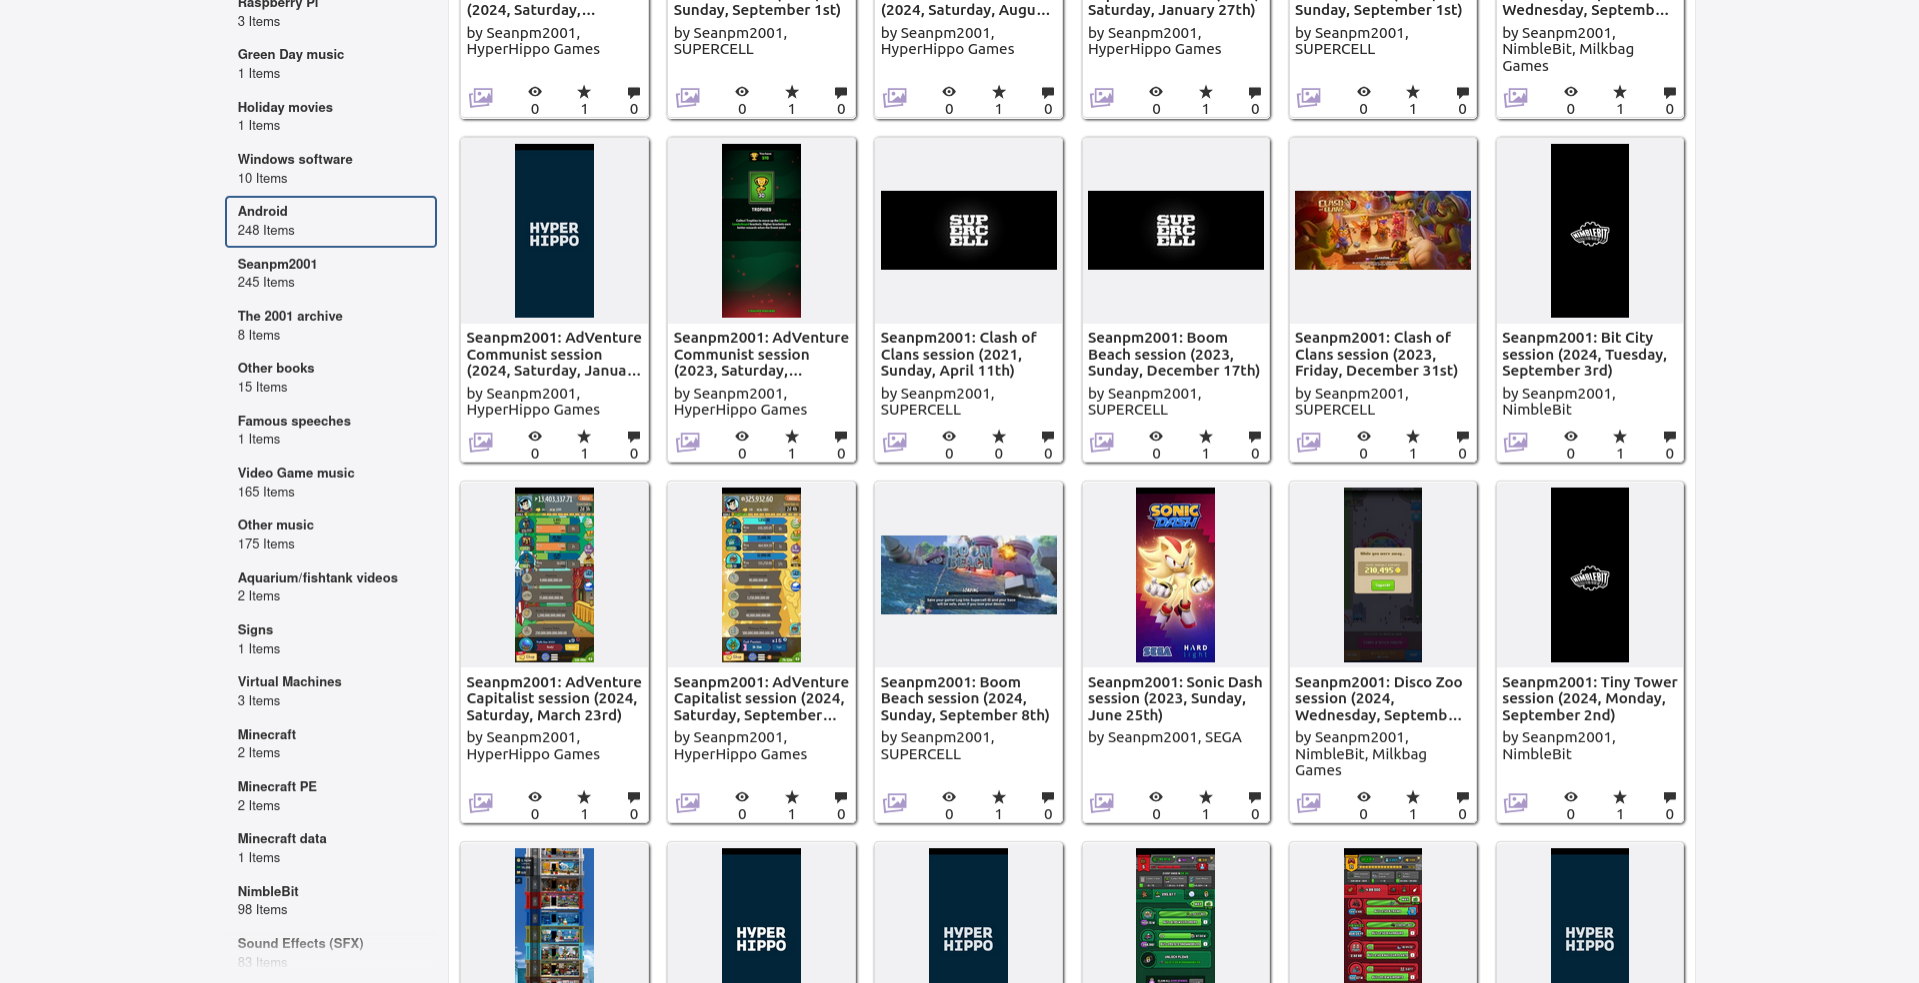 Raspberry Pi
3 Items
Green Day music
1 Items
Holiday movies
1 Items
Windows software
10 Items
Android
248 Items
Seanpm2001
245 Items
The 2001 archive
8 Items
Other books
15 Items
Famous speeches
1 Items
Video Game music
165 Items
Other music
175 Items
Aquarium/fishtank videos
2 Items
Signs
1 Items
Virtual Machines
3 Items
Minecraft
2 Items
Minecraft PE
2 Items
Minecraft data
1 Items
NimbleBit
98 Items
Sound Effects (SFX)
83 Items
(2024, Saturday,...
by Seanpm2001,
HyperHippo Games
0 1 0
Sunday, September 1st)
by Seanpm2001,
SUPERCELL
0 1 0
(2024, Saturday, Augu...
by Seanpm2001,
HyperHippo Games
0 1 0
Saturday, January 27th)
by Seanpm2001,
HyperHippo Games
0 1 0
Sunday, September 1st)
by Seanpm2001,
SUPERCELL
0 1 0
Wednesday, Septemb...
by Seanpm2001,
NimbleBit, Milkbag
Games
0 1 0
HYPER
HIPPO
Seanpm2001: AdVenture
Communist session
(2024, Saturday, Janua...
by Seanpm2001,
HyperHippo Games
0 1 0
TROPHIES
Seanpm2001: AdVenture
Communist session
(2023, Saturday,...
by Seanpm2001,
HyperHippo Games
0 1 0
SUP
ERC
ELL
Seanpm2001: Clash of
Clans session (2021,
Sunday, April 11th)
by Seanpm2001,
SUPERCELL
0 0 0
SUP
ERC
ELL
Seanpm2001: Boom
Beach session (2023,
Sunday, December 17th)
by Seanpm2001,
SUPERCELL
0 1 0
CLASH
OF
CLANS
Seanpm2001: Clash of
Clans session (2023,
Friday, December 31st)
by Seanpm2001,
SUPERCELL
0 1 0
NIMBLEBIT
Seanpm2001: Bit City
session (2024, Tuesday,
September 3rd)
by Seanpm2001,
NimbleBit
0 1 0
13,403,337.71
Seanpm2001: AdVenture
Capitalist session (2024,
Saturday, March 23rd)
by Seanpm2001,
HyperHippo Games
0 1 0
325,932.60
Seanpm2001: AdVenture
Capitalist session (2024,
Saturday, September...
by Seanpm2001,
HyperHippo Games
0 1 0
BOOM
BEACH
Seanpm2001: Boom
Beach session (2024,
Sunday, September 8th)
by Seanpm2001,
SUPERCELL
0 1 0
SONIC
DASH
SEGA HARD
light
Seanpm2001: Sonic Dash
session (2023, Sunday,
June 25th)
by Seanpm2001, SEGA
0 1 0
While you were away...
210,495
Seanpm2001: Disco Zoo
session (2024,
Wednesday, Septemb...
by Seanpm2001,
NimbleBit, Milkbag
Games
0 1 0
NIMBLEBIT
Seanpm2001: Tiny Tower
session (2024, Monday,
September 2nd)
by Seanpm2001,
NimbleBit
0 1 0
HYPER
HIPPO
HYPER
HIPPO
HYPER
HIPPO